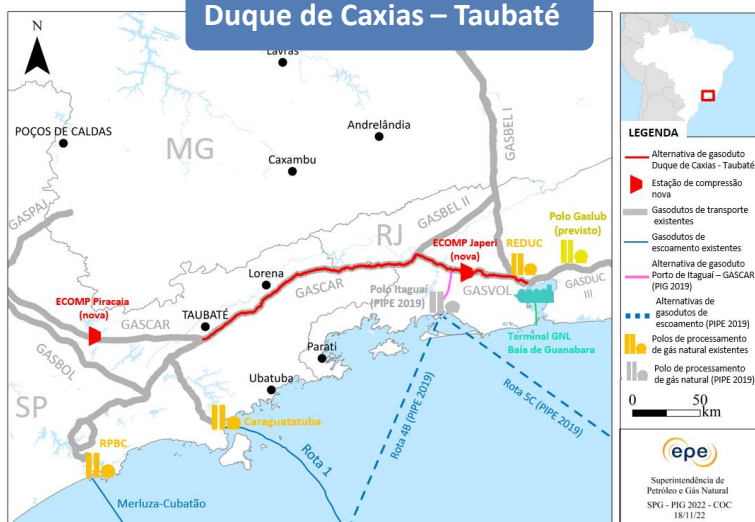 Duque de Caxias – Taubaté
Lavras
POÇOS DE CALDAS
Andrelândia
MG
Caxambu
GASBEL I
GASPAJ
GASBEL II
RJ
Polo Gaslub
(previsto)
ECOMP Japeri
(nova)
REDUC
Lorena
GASCAR
Polo Itaguaí
(PIPE 2019)
GASVOL
GASDUC
III
ECOMP Piracaia
(nova)
TAUBATÉ
GASCAR
Terminal GNL
Baía de Guanabara
Parati
GASBOL
Ubatuba
SP
Caraguatatuba
RPBC
Rota 1
Rota 4B (PIPE 2019)
Rota 5C (PIPE 2019)
Merluza-Cubatão
LEGENDA
Alternativa de gasoduto
Duque de Caxias - Taubaté
Estação de compressão
nova
Gasodutos de transporte
existentes
Gasodutos de
escoamento existentes
Alternativa de gasoduto
Porto de Itaguaí – GASCAR
(PIG 2019)
Alternativas de
gasodutos de
escoamento (PIPE 2019)
Polos de processamento
de gás natural existentes
Polo de processamento
de gás natural (PIPE 2019)
0 50
km
epe
Superintendência de
Petróleo e Gás Natural
SPG - PIG 2022 - COC
18/11/22